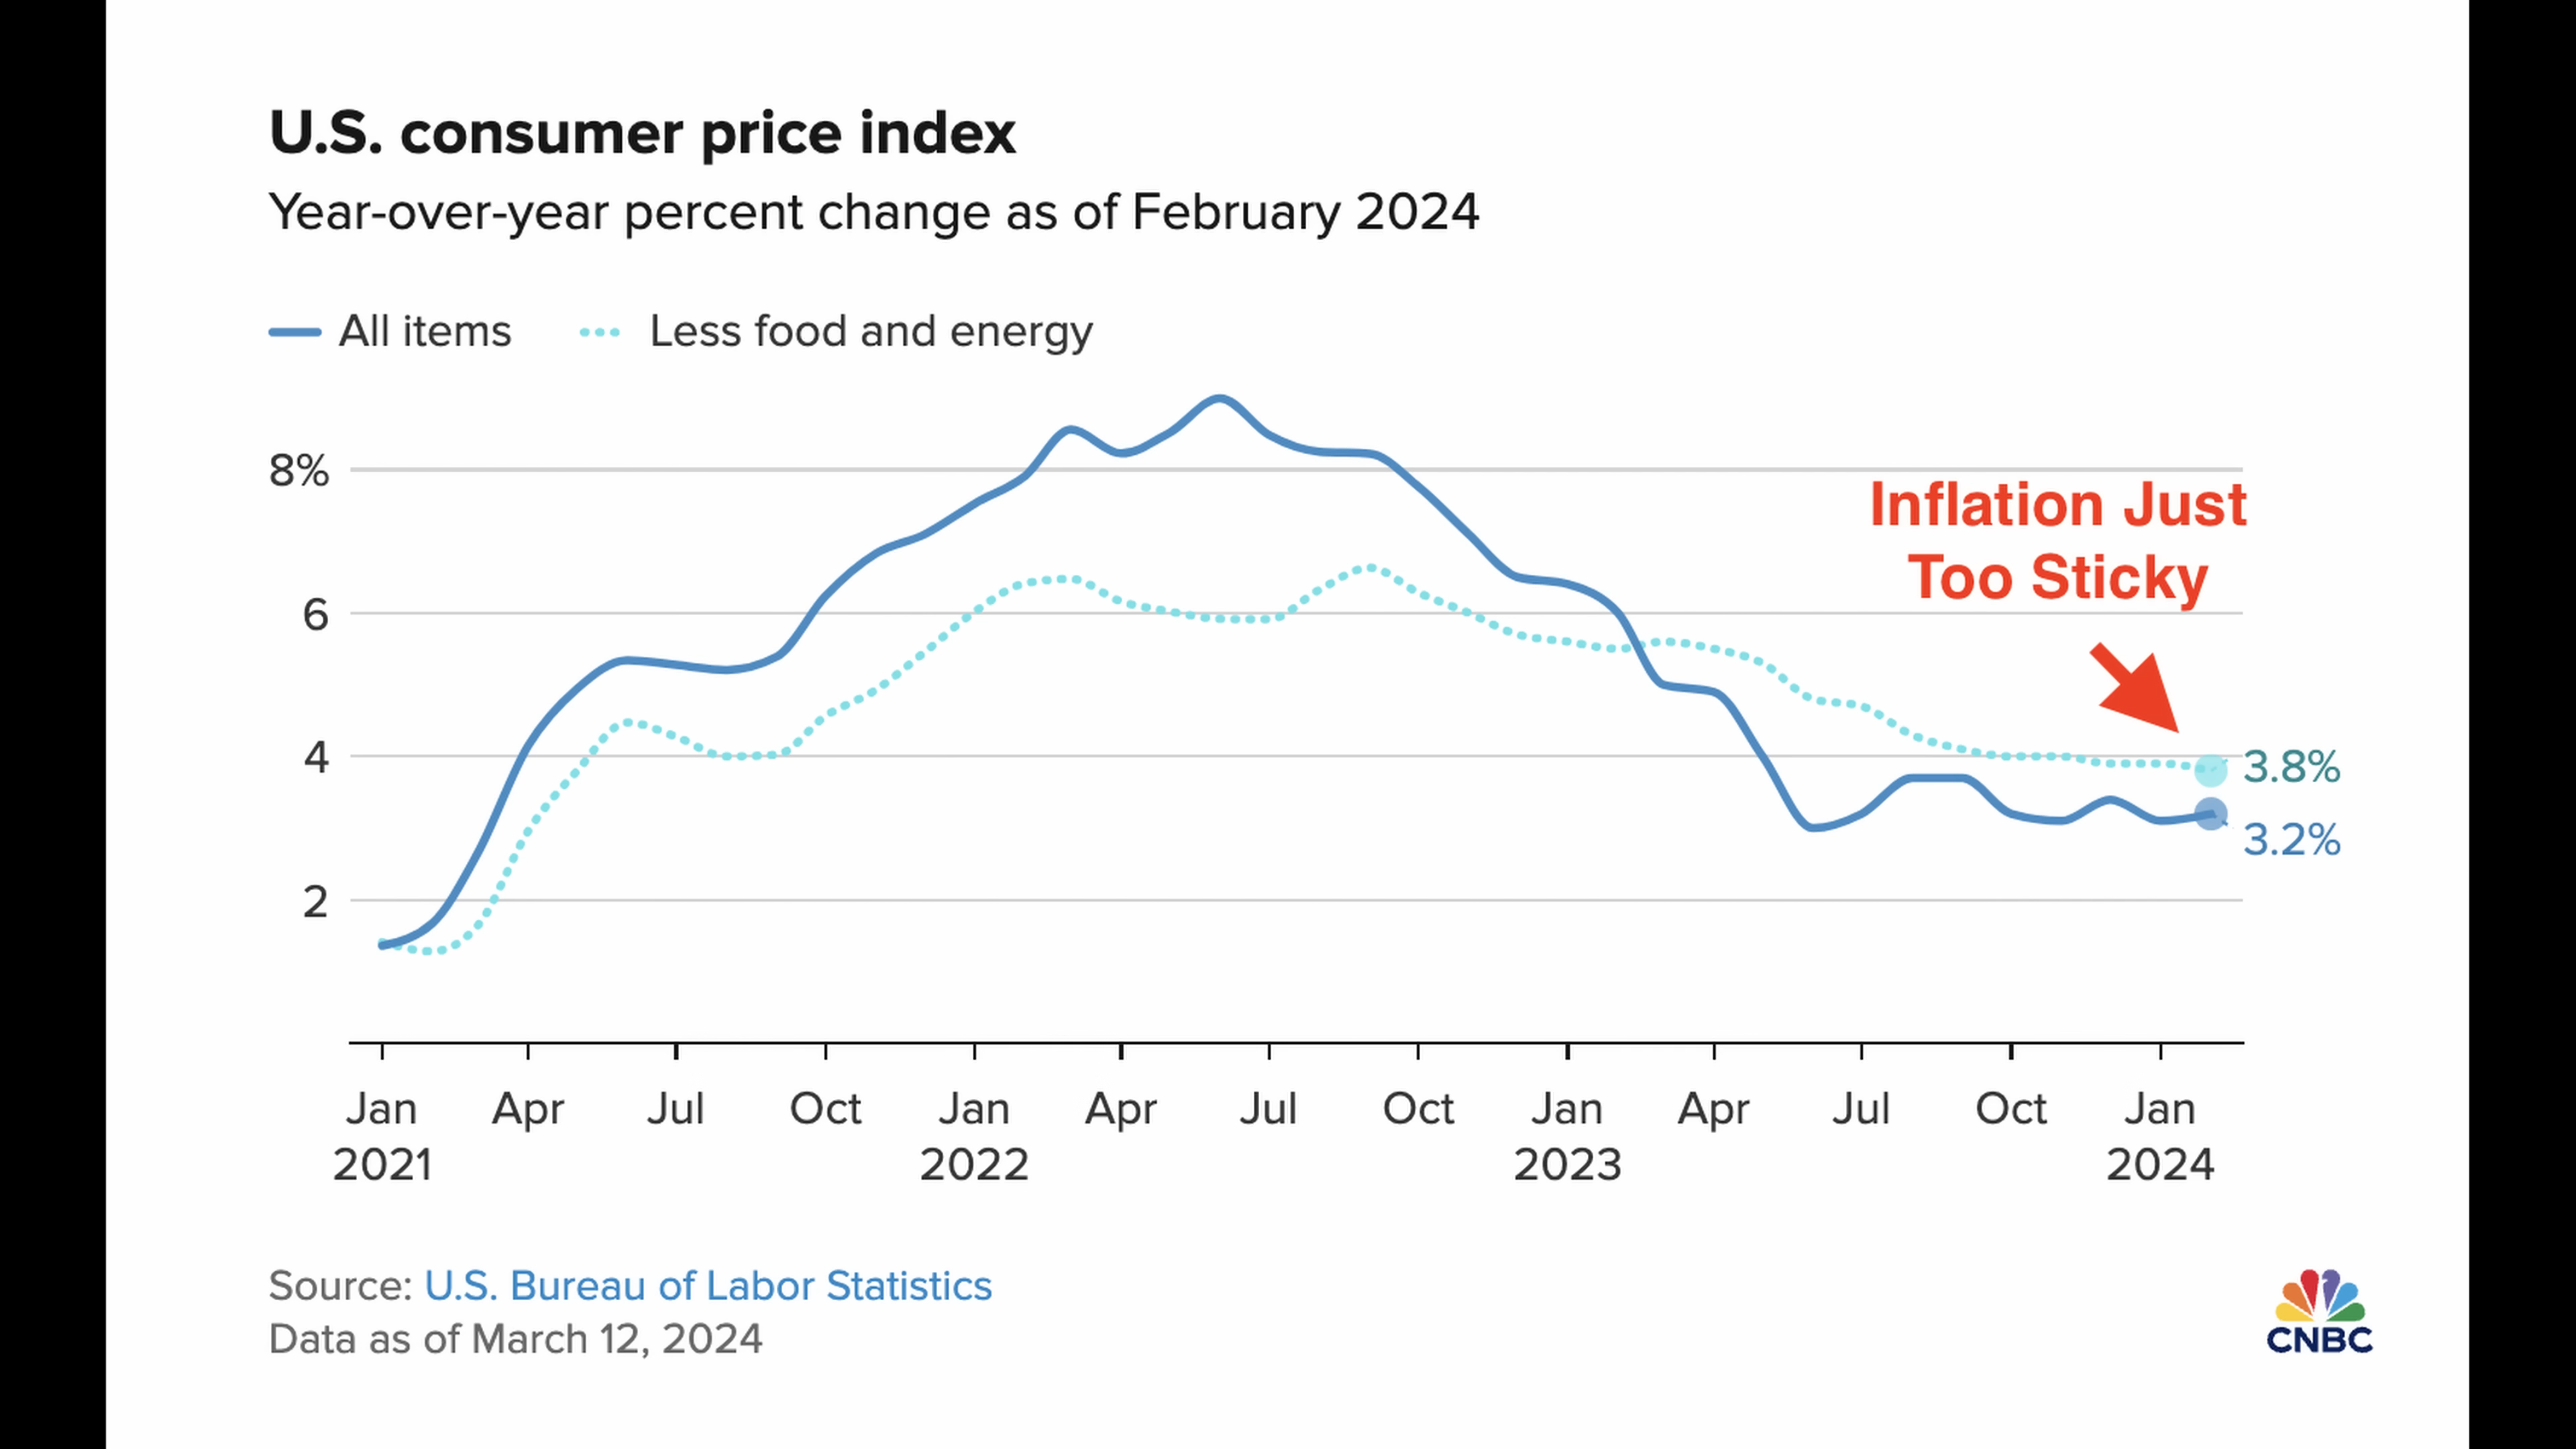 U.S. consumer price index
Year-over-year percent change as of February 2024
All items Less food and energy
8%
Inflation Just
Too Sticky
6
4
3.8%
3.2%
2
Jan Apr Jul Oct Jan Apr Jul Oct Jan Apr Jul Oct Jan
2021 2022 2023 2024
Source: U.S. Bureau of Labor Statistics
Data as of March 12, 2024
CNBC